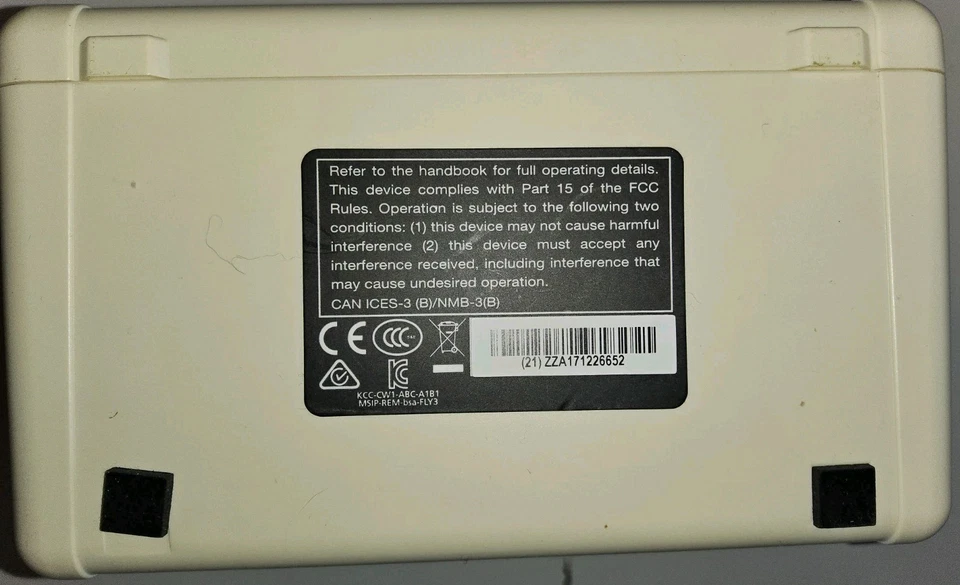 Refer to the handbook for full operating details.
This device complies with Part 15 of the FCC
Rules. Operation is subject to the following two
conditions: (1) this device may not cause harmful
interference (2) this device must accept any
interference received, including interference that
may cause undesired operation.
CAN ICES-3 (B)/NMB-3(B)
CE CCC
(21) ZZA171226652
KCC-CW1-ABC-A1B1
MSIP-REM-bsa-FLY3